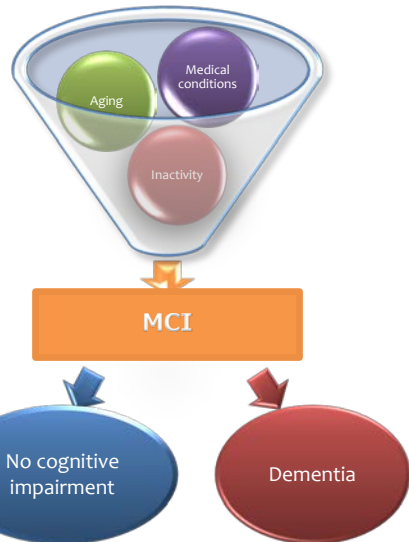 Medical
conditions
Aging
Inactivity
MCI
No cognitive
impairment
Dementia